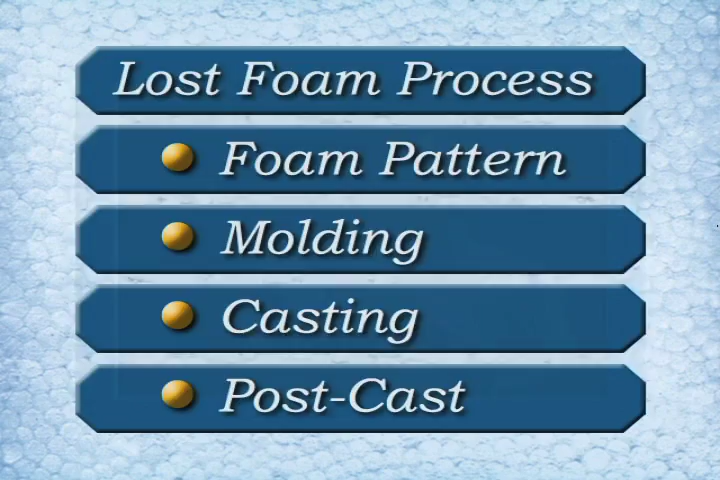 Lost Foam Process
Foam Pattern
Molding
Casting
Post-Cast